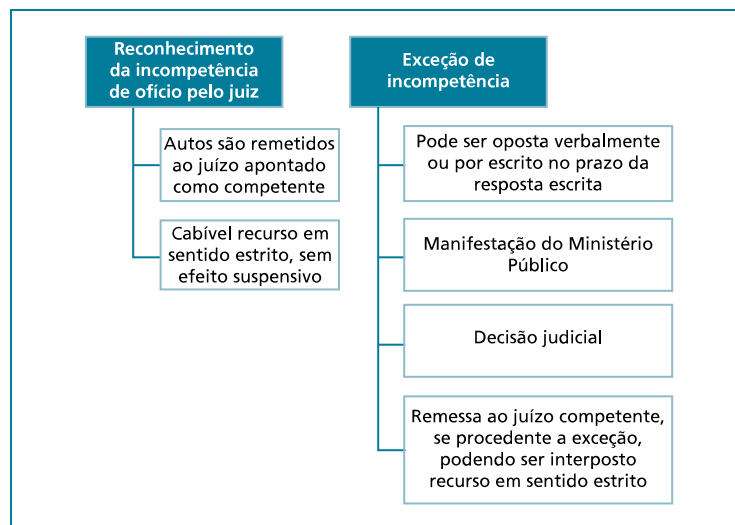 Reconhecimento
da incompetência
de ofício pelo juiz
Autos são remetidos
ao juízo apontado
como competente
Cabível recurso em
sentido estrito, sem
efeito suspensivo
Exceção de
incompetência
Pode ser oposta verbalmente
ou por escrito no prazo da
resposta escrita
Manifestação do Ministério
Público
Decisão judicial
Remessa ao juízo competente,
se procedente a exceção,
podendo ser interposto
recurso em sentido estrito